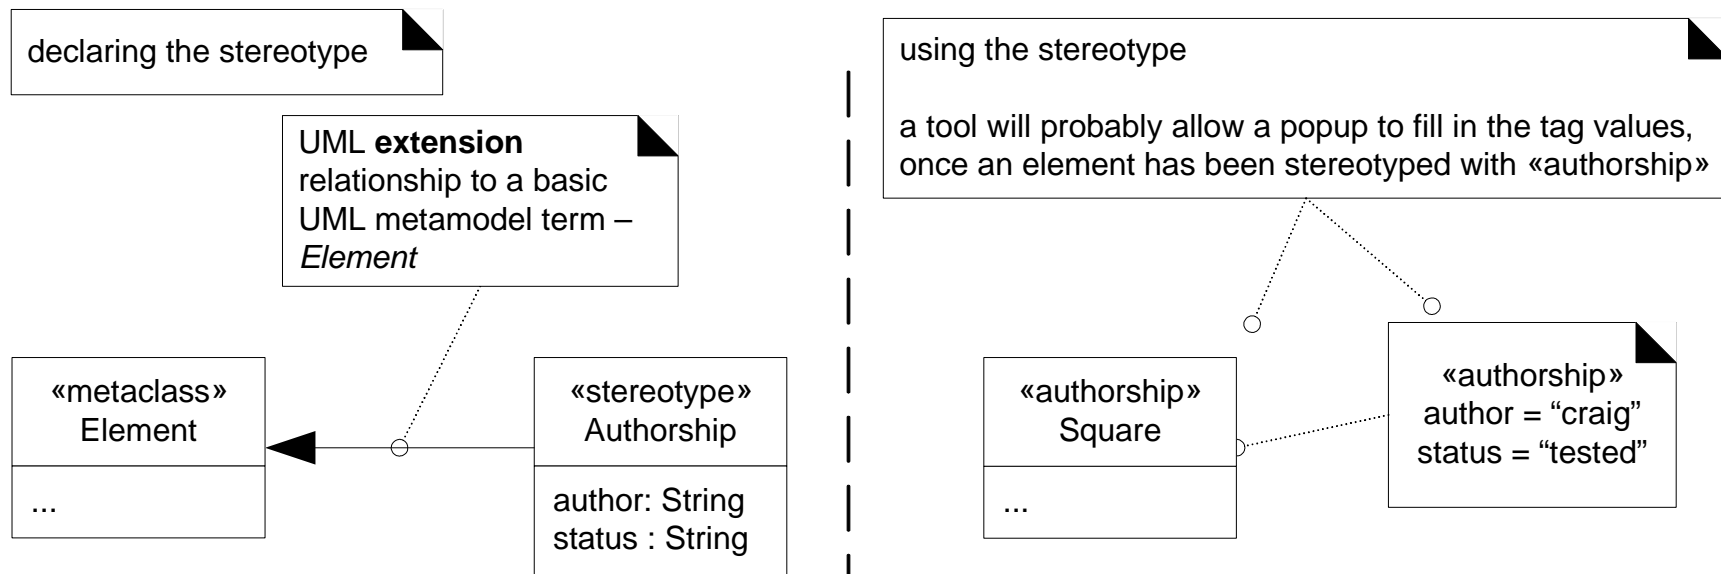 declaring the stereotype
UML extension
relationship to a basic
UML metamodel term –
Element
«metaclass»
Element
...
«stereotype»
Authorship
author: String
status : String
using the stereotype
a tool will probably allow a popup to fill in the tag values,
once an element has been stereotyped with «authorship»
«authorship»
Square
...
«authorship»
author = “craig”
status = “tested”